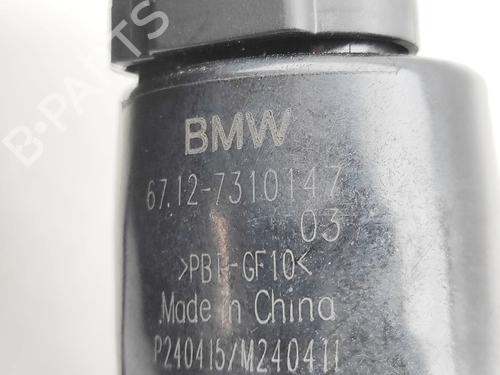 B-PARTS
BMW
67.12-7310147
03
>PBT-GF10<
Made in China
P240415/M240411